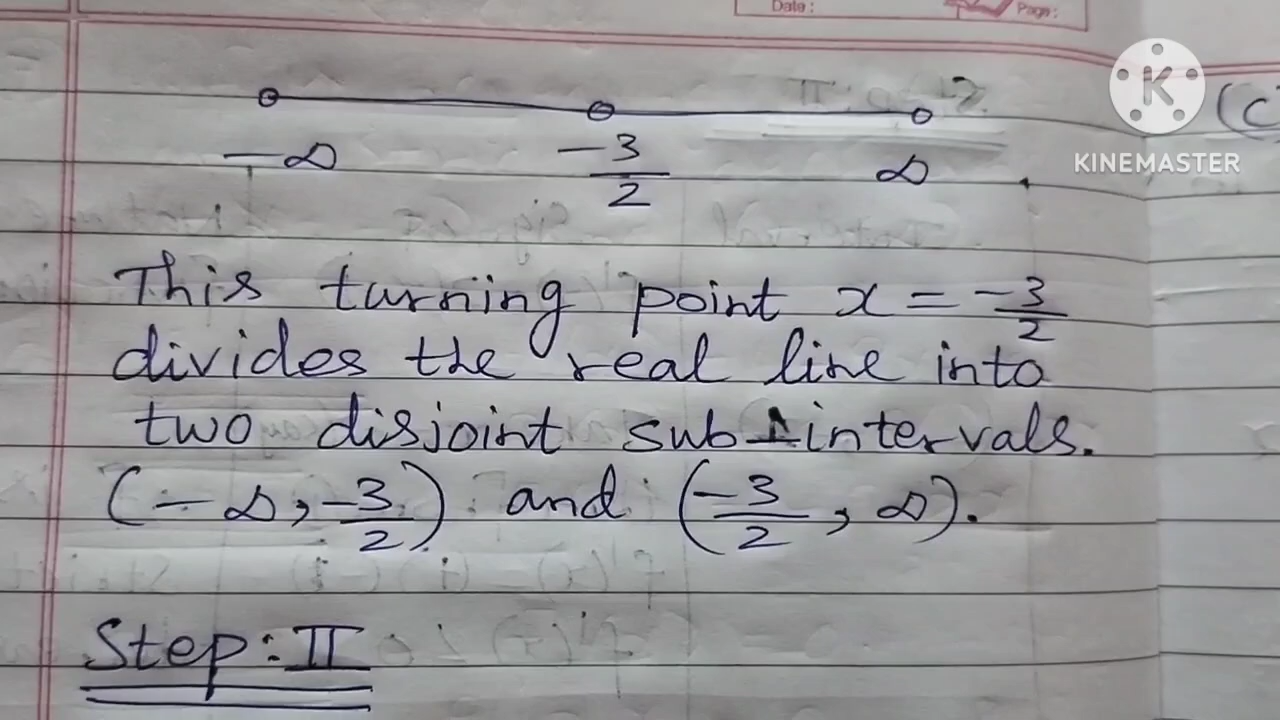 Date: Page:
K
KINEMASTER
(c
-∞ -3/2 ∞
This turning point x = -3/2
divides the real line into
two disjoint sub-intervals.
(-∞, -3/2) and (-3/2, ∞).
Step: II